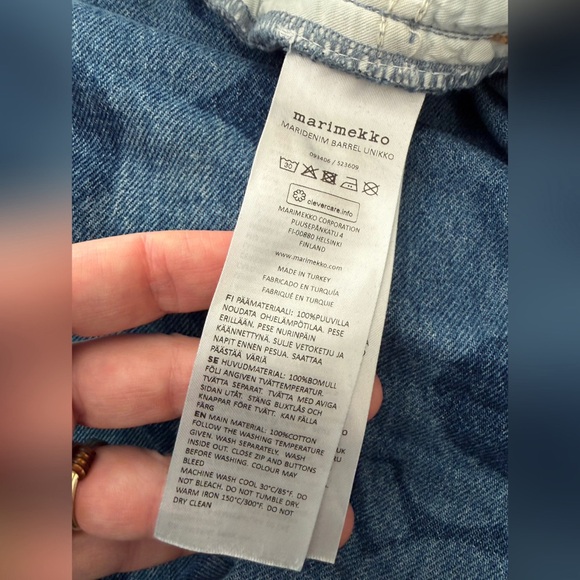 marimekko
MARIDENIM BARREL UNIKKO
091406 / 523609
30
clevercare.info
MARIMEKKO CORPORATION
PUUSEPÄNKATU 4
FI-00880 HELSINKI
FINLAND
www.marimekko.com
MADE IN TURKEY
FABRICADO EN TURQUÍA
FABRIQUÉ EN TURQUIE
FI PÄÄMATERIAALI: 100%PUUVILLA
NOUDATA OHJELÄMPÖTILAA. PESE
ERILLÄÄN. PESE NURINPÄIN
KÄÄNNETTYNÄ. SULJE VETOKETJU JA
NAPIT ENNEN PESUA. SAATTAA
PÄÄSTÄÄ VÄRIÄ
SE HUVUDMATERIAL: 100%BOMULL
FÖLJ ANGIVEN TVÄTTEMPERATUR.
TVÄTTA SEPARAT. TVÄTTA MED AVIGA
SIDAN UTÅT. STÄNG BLIXTLÅS OCH
KNAPPAR FÖRE TVÄTT. KAN FÄLLA
FÄRG
EN MAIN MATERIAL: 100%COTTON
FOLLOW THE WASHING TEMPERATURE
GIVEN. WASH SEPARATELY. WASH
INSIDE OUT. CLOSE ZIP AND BUTTONS
BEFORE WASHING. COLOUR MAY
BLEED
MACHINE WASH COOL 30°C/85°F. DO
NOT BLEACH. DO NOT TUMBLE DRY.
WARM IRON 150°C/300°F. DO NOT
DRY CLEAN